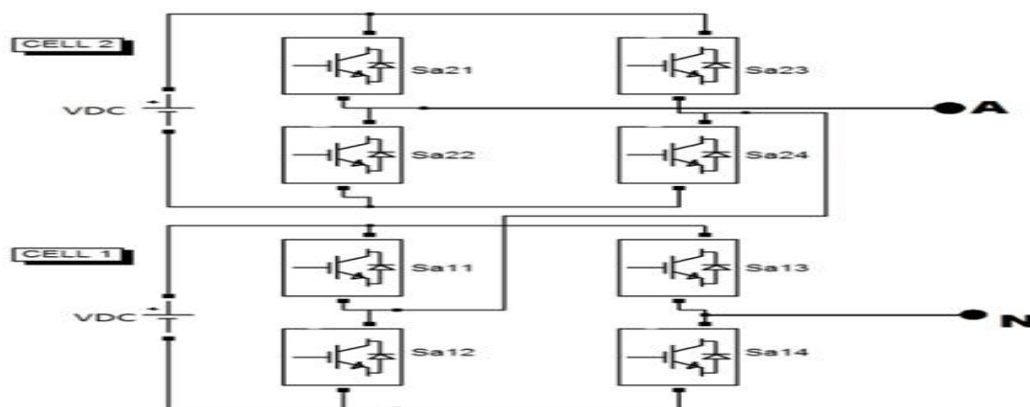 CELL 2
Sa21
Sa23
VDC
A
Sa22
Sa24
CELL 1
Sa11
Sa13
VDC
N
Sa12
Sa14